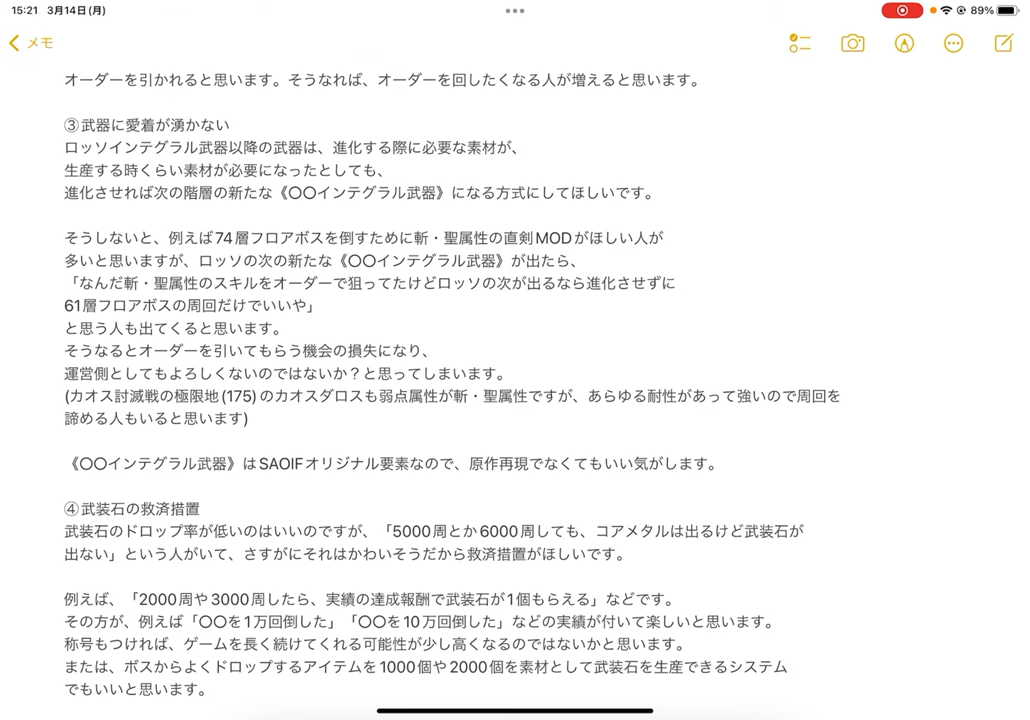 15:21 3月14日(月)
89%
メモ
オーダーを引かれると思います。そうなれば、オーダーを回したくなる人が増えると思います。
③武器に愛着が湧かない
ロッソインテグラル武器以降の武器は、進化する際に必要な素材が、
生産する時くらい素材が必要になったとしても、
進化させれば次の階層の新たな《〇〇インテグラル武器》になる方式にしてほしいです。
そうしないと、例えば74層フロアボスを倒すために斬・聖属性の直剣MODがほしい人が
多いと思いますが、ロッソの次の新たな《〇〇インテグラル武器》が出たら、
「なんだ斬・聖属性のスキルをオーダーで狙ってたけどロッソの次が出るなら進化させずに
61層フロアボスの周回だけでいいや」
と思う人も出てくると思います。
そうなるとオーダーを引いてもらう機会の損失になり、
運営側としてもよろしくないのではないか？と思ってしまいます。
(カオス討滅戦の極限地(175)のカオスダロスも弱点属性が斬・聖属性ですが、あらゆる耐性があって強いので周回を
諦める人もいると思います)
《〇〇インテグラル武器》はSAOIFオリジナル要素なので、原作再現でなくてもいい気がします。
④武装石の救済措置
武装石のドロップ率が低いのはいいのですが、「5000周とか6000周しても、コアメタルは出るけど武装石が
出ない」という人がいて、さすがにそれはかわいそうだから救済措置がほしいです。
例えば、「2000周や3000周したら、実績の達成報酬で武装石が1個もらえる」などです。
その方が、例えば「〇〇を1万回倒した」「〇〇を10万回倒した」などの実績が付いて楽しいと思います。
称号もつければ、ゲームを長く続けてくれる可能性が少し高くなるのではないかと思います。
または、ボスからよくドロップするアイテムを1000個や2000個を素材として武装石を生産できるシステム
でもいいと思います。